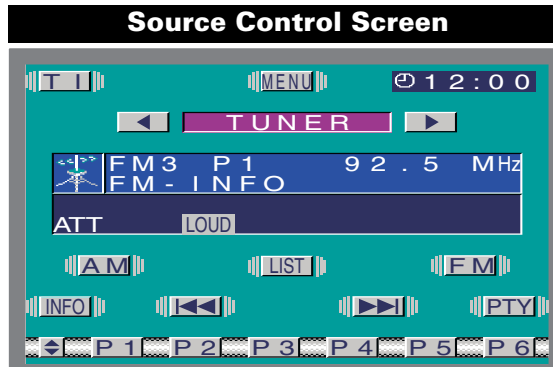 Source Control Screen
TI MENU 12:00
TUNER
FM3 P1 92.5 MHz
FM-INFO
ATT LOUD
AM LIST FM
INFO PTY
P1 P2 P3 P4 P5 P6